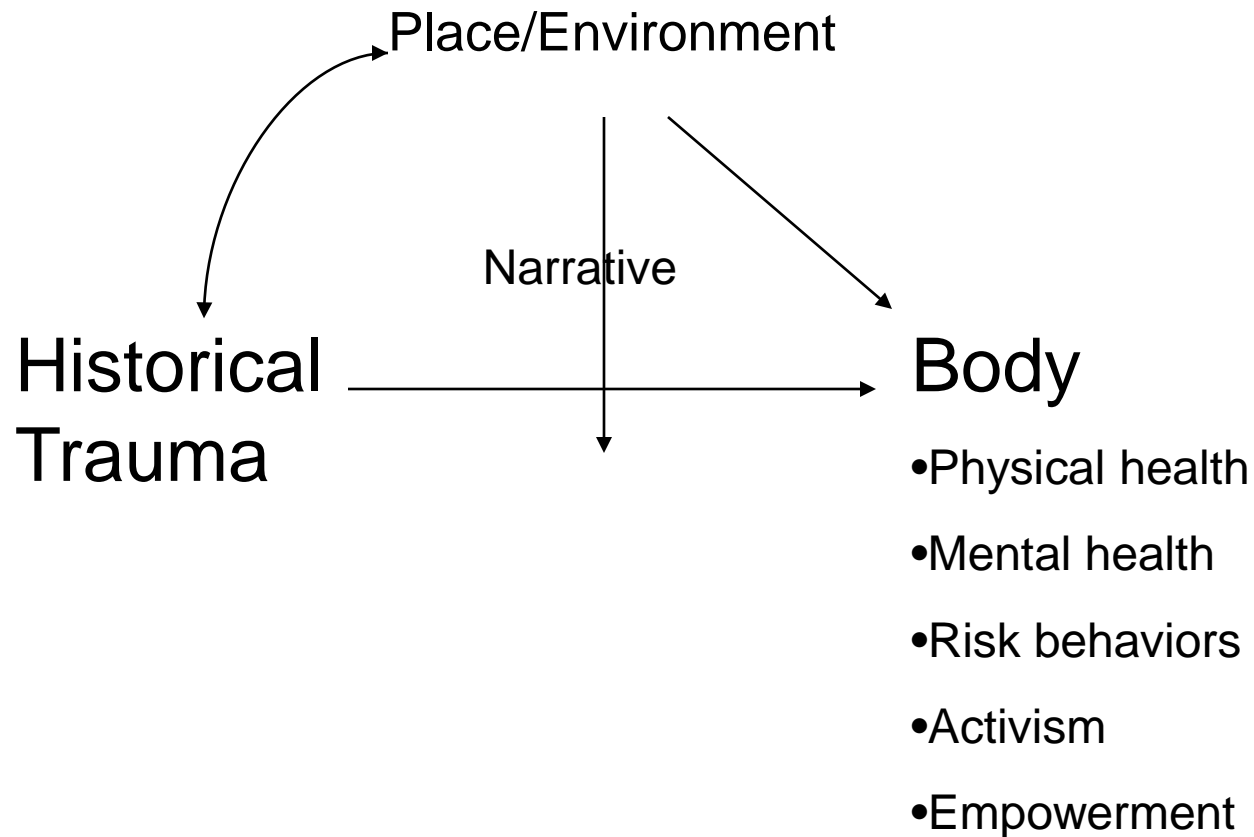 Place/Environment
Narrative
Historical
Trauma
Body
•Physical health
•Mental health
•Risk behaviors
•Activism
•Empowerment